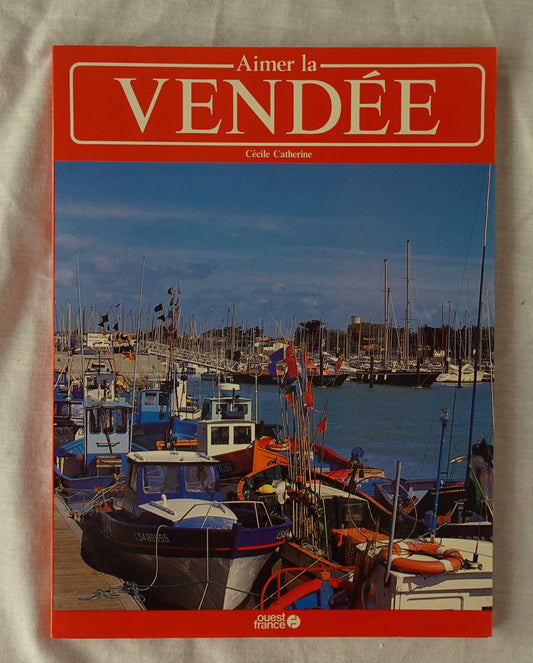 Aimer la
VENDÉE
Cécile Catherine
ouest
france